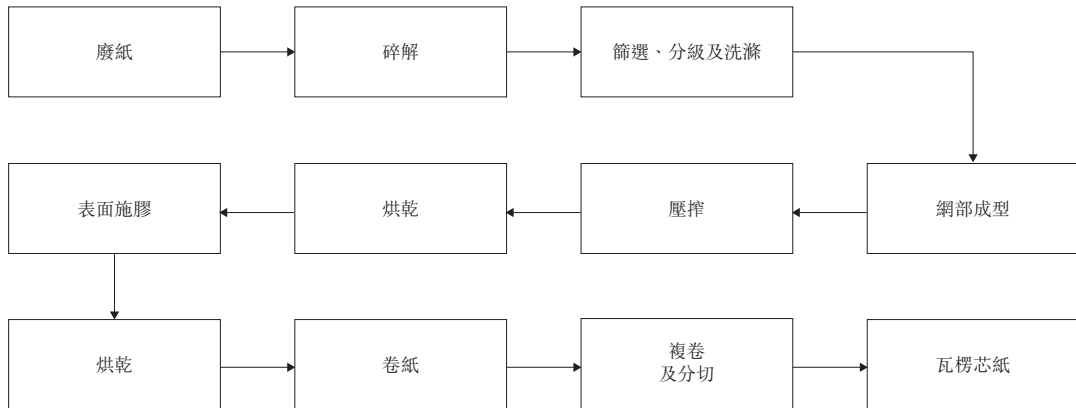 廢紙
碎解
篩選、分級及洗滌
網部成型
壓搾
烘乾
表面施膠
烘乾
卷紙
複卷
及分切
瓦楞芯紙